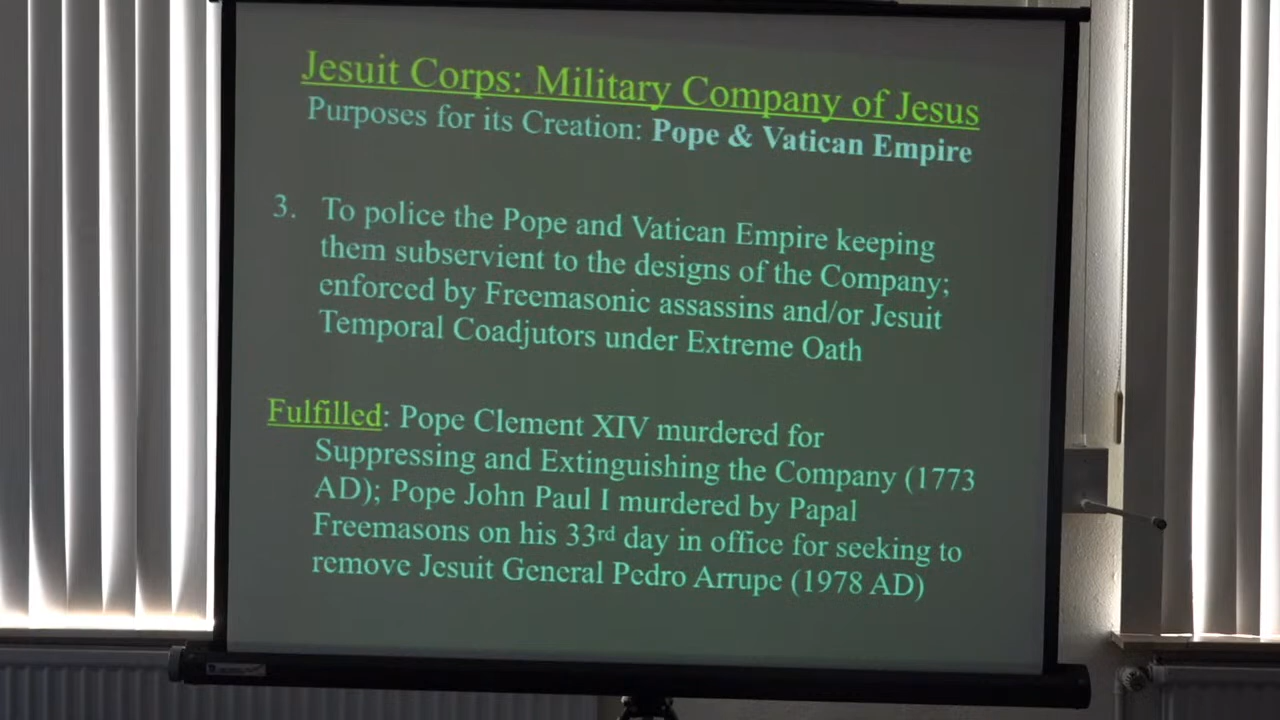 Jesuit Corps: Military Company of Jesus
Purposes for its Creation: Pope & Vatican Empire
3. To police the Pope and Vatican Empire keeping
them subservient to the designs of the Company;
enforced by Freemasonic assassins and/or Jesuit
Temporal Coadjutors under Extreme Oath
Fulfilled: Pope Clement XIV murdered for
Suppressing and Extinguishing the Company (1773
AD); Pope John Paul I murdered by Papal
Freemasons on his 33rd day in office for seeking to
remove Jesuit General Pedro Arrupe (1978 AD)